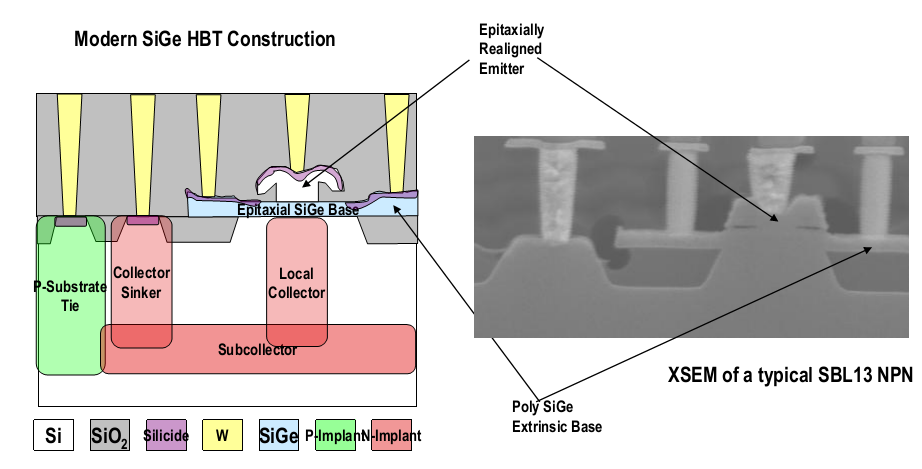 Modern SiGe HBT Construction
Epitaxially
Realigned
Emitter
Epitaxial SiGe Base
P-Substrate
Tie
Collector
Sinker
Local
Collector
Subcollector
XSEM of a typical SBL13 NPN
Poly SiGe
Extrinsic Base
Si
SiO2
Silicide
W
SiGe
P-Implant
N-Implant